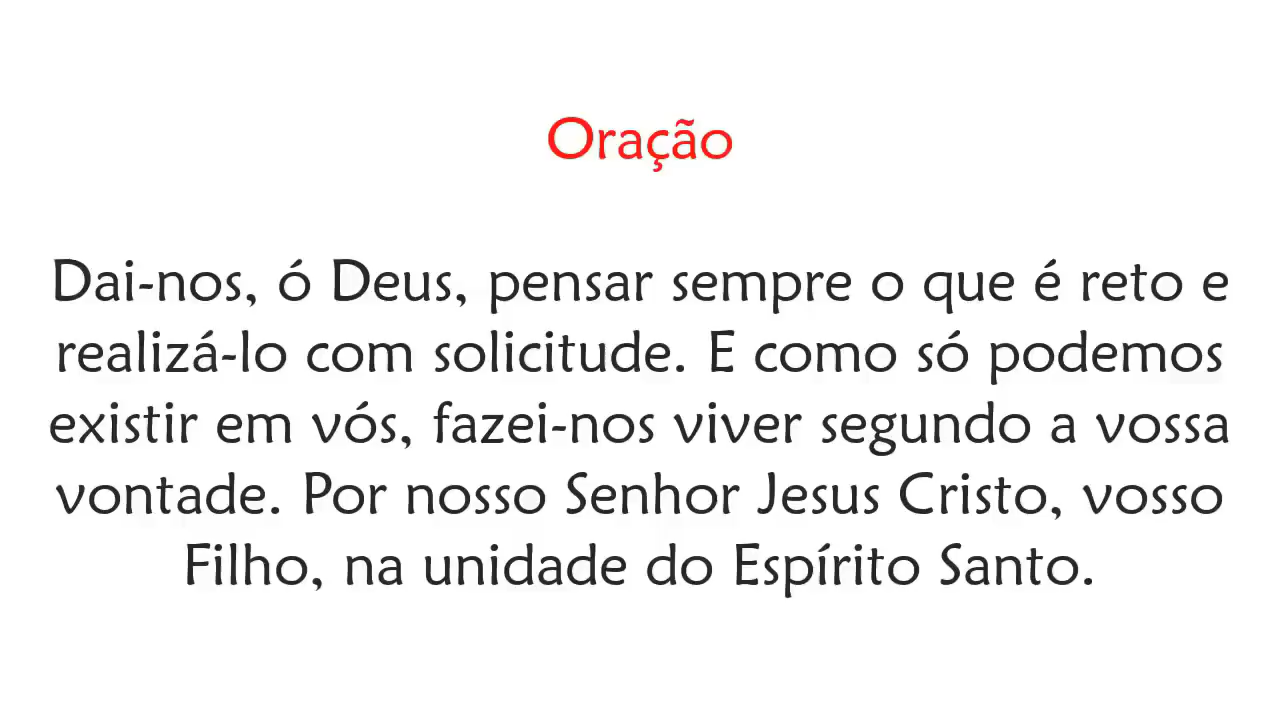 Oração
Dai-nos, ó Deus, pensar sempre o que é reto e
realizá-lo com solicitude. E como só podemos
existir em vós, fazei-nos viver segundo a vossa
vontade. Por nosso Senhor Jesus Cristo, vosso
Filho, na unidade do Espírito Santo.